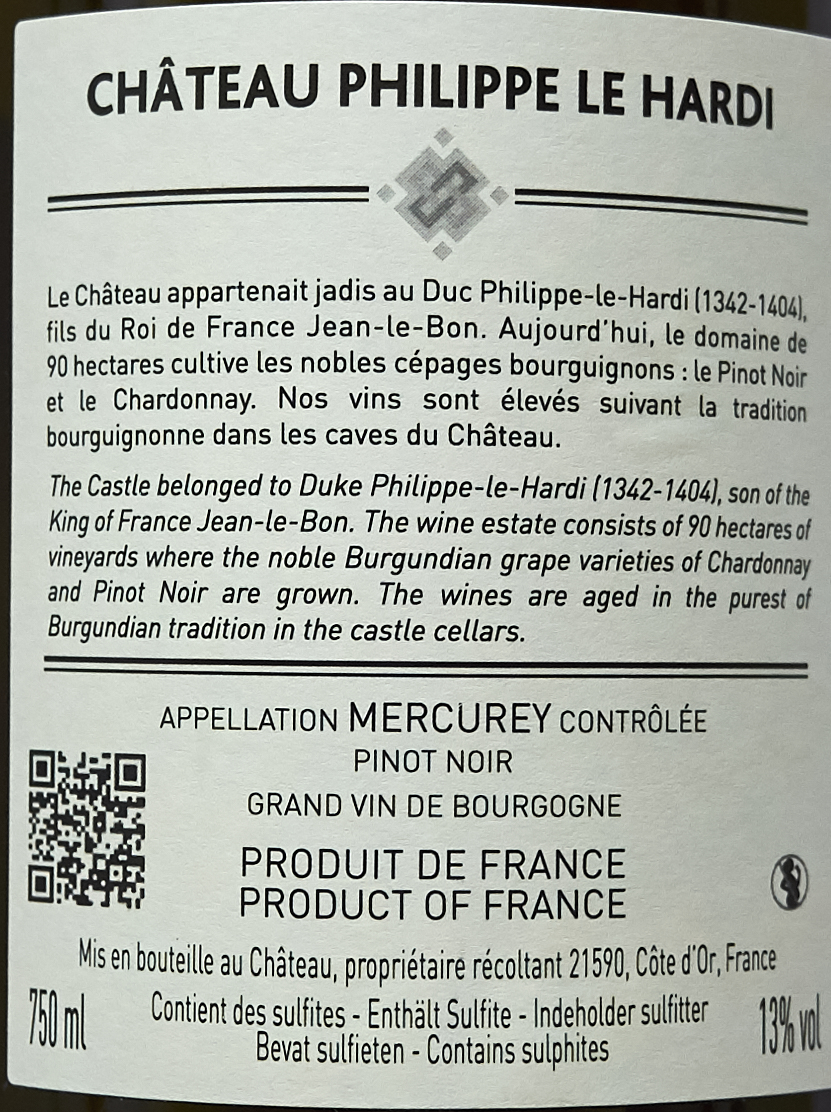 CHÂTEAU PHILIPPE LE HARDI
Le Château appartenait jadis au Duc Philippe-le-Hardi (1342-1404),
fils du Roi de France Jean-le-Bon. Aujourd'hui, le domaine de
90 hectares cultive les nobles cépages bourguignons : le Pinot Noir
et le Chardonnay. Nos vins sont élevés suivant la tradition
bourguignonne dans les caves du Château.
The Castle belonged to Duke Philippe-le-Hardi (1342-1404), son of the
King of France Jean-le-Bon. The wine estate consists of 90 hectares of
vineyards where the noble Burgundian grape varieties of Chardonnay
and Pinot Noir are grown. The wines are aged in the purest of
Burgundian tradition in the castle cellars.
APPELLATION MERCUREY CONTRÔLÉE
PINOT NOIR
GRAND VIN DE BOURGOGNE
PRODUIT DE FRANCE
PRODUCT OF FRANCE
Mis en bouteille au Château, propriétaire récoltant 21590, Côte d'Or, France
750 ml
Contient des sulfites - Enthält Sulfite - Indeholder sulfitter
Bevat sulfieten - Contains sulphites
13% vol